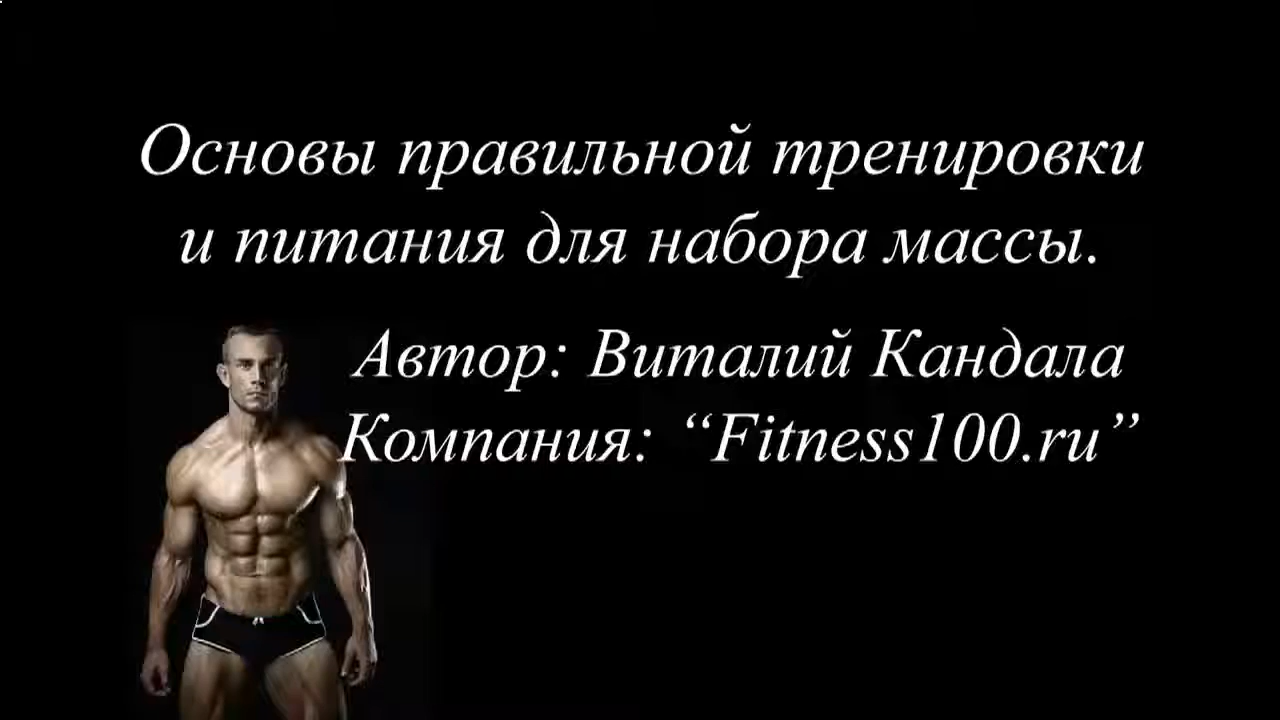 Основы правильной тренировки
и питания для набора массы.
Автор: Виталий Кандала
Компания: “Fitness100.ru”